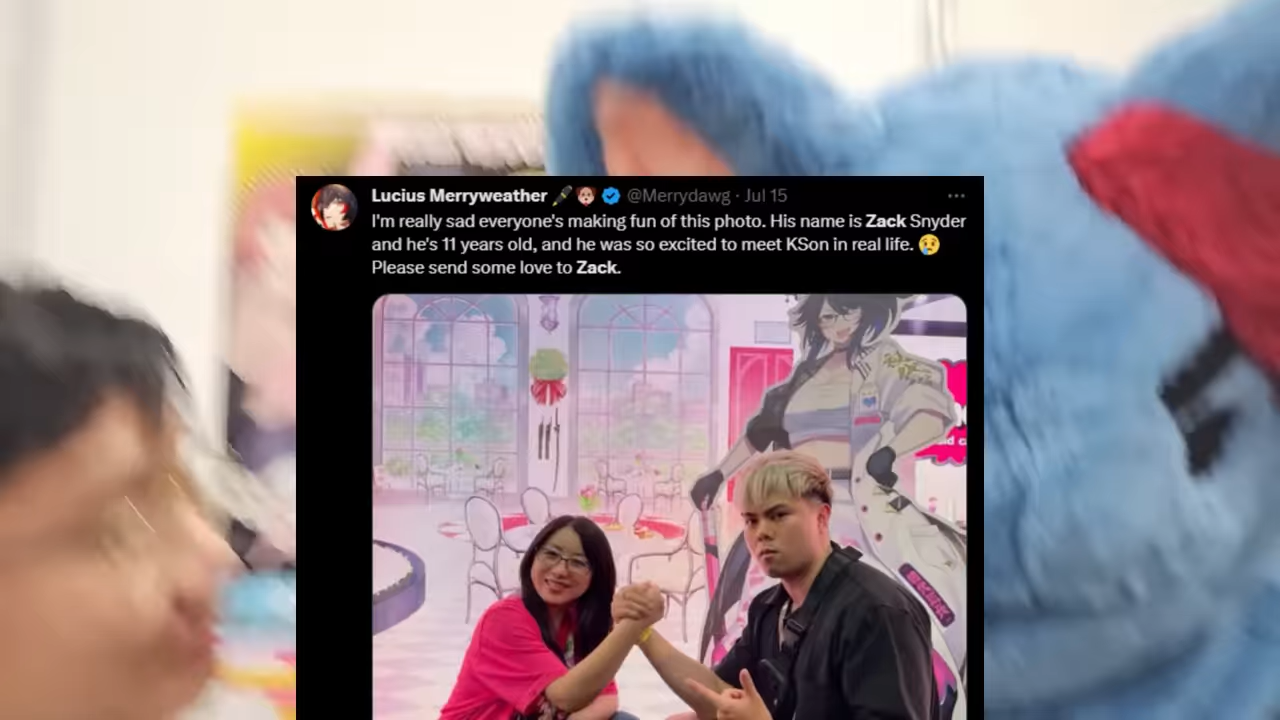 Lucius Merryweather 🎤🐶 @Merrydawg · Jul 15 ···
I'm really sad everyone's making fun of this photo. His name is Zack Snyder
and he's 11 years old, and he was so excited to meet KSon in real life. 😢
Please send some love to Zack.